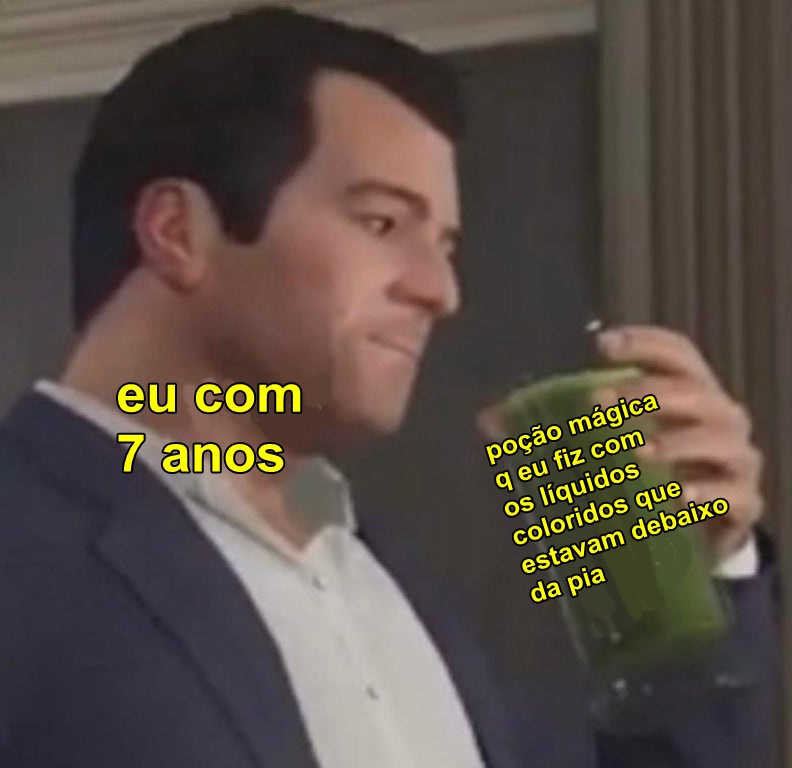 eu com
7 anos
poção mágica
q eu fiz com
os líquidos
coloridos que
estavam debaixo
da pia